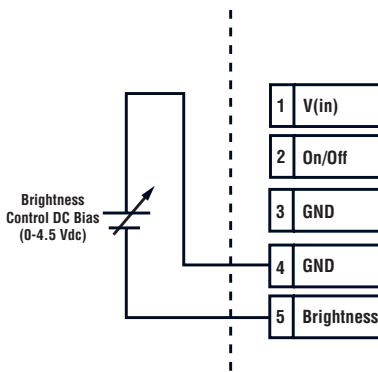 1 V(in)
2 On/Off
3 GND
4 GND
5 Brightness
Brightness
Control DC Bias
(0-4.5 Vdc)